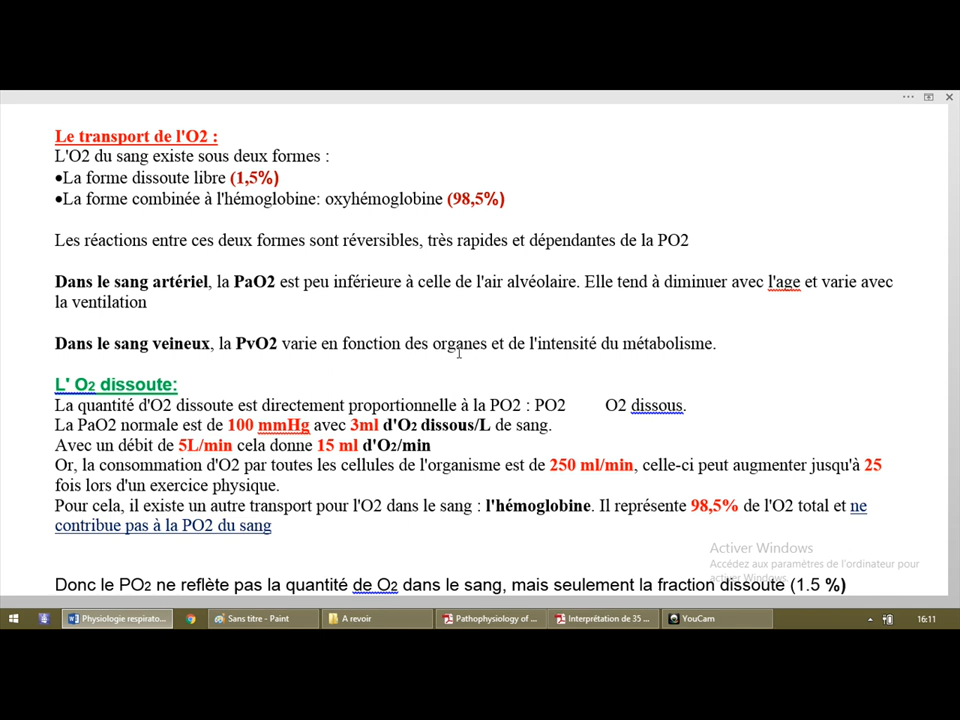 Le transport de l'O2 :
L'O2 du sang existe sous deux formes :
•La forme dissoute libre (1,5%)
•La forme combinée à l'hémoglobine: oxyhémoglobine (98,5%)
Les réactions entre ces deux formes sont réversibles, très rapides et dépendantes de la PO2
Dans le sang artériel, la PaO2 est peu inférieure à celle de l'air alvéolaire. Elle tend à diminuer avec l'age et varie avec
la ventilation
Dans le sang veineux, la PvO2 varie en fonction des organes et de l'intensité du métabolisme.
L' O2 dissoute:
La quantité d'O2 dissoute est directement proportionnelle à la PO2 : PO2 O2 dissous.
La PaO2 normale est de 100 mmHg avec 3ml d'O2 dissous/L de sang.
Avec un débit de 5L/min cela donne 15 ml d'O2/min
Or, la consommation d'O2 par toutes les cellules de l'organisme est de 250 ml/min, celle-ci peut augmenter jusqu'à 25
fois lors d'un exercice physique.
Pour cela, il existe un autre transport pour l'O2 dans le sang : l'hémoglobine. Il représente 98,5% de l'O2 total et ne
contribue pas à la PO2 du sang
Activer Windows
Accédez aux paramètres de l'ordinateur pour
activer Windows.
Donc le PO2 ne reflète pas la quantité de O2 dans le sang, mais seulement la fraction dissoute (1.5 %)
Physiologie respirato... Sans titre - Paint A revoir Pathophysiology of ... Interprétation de 35 ... YouCam 16:11